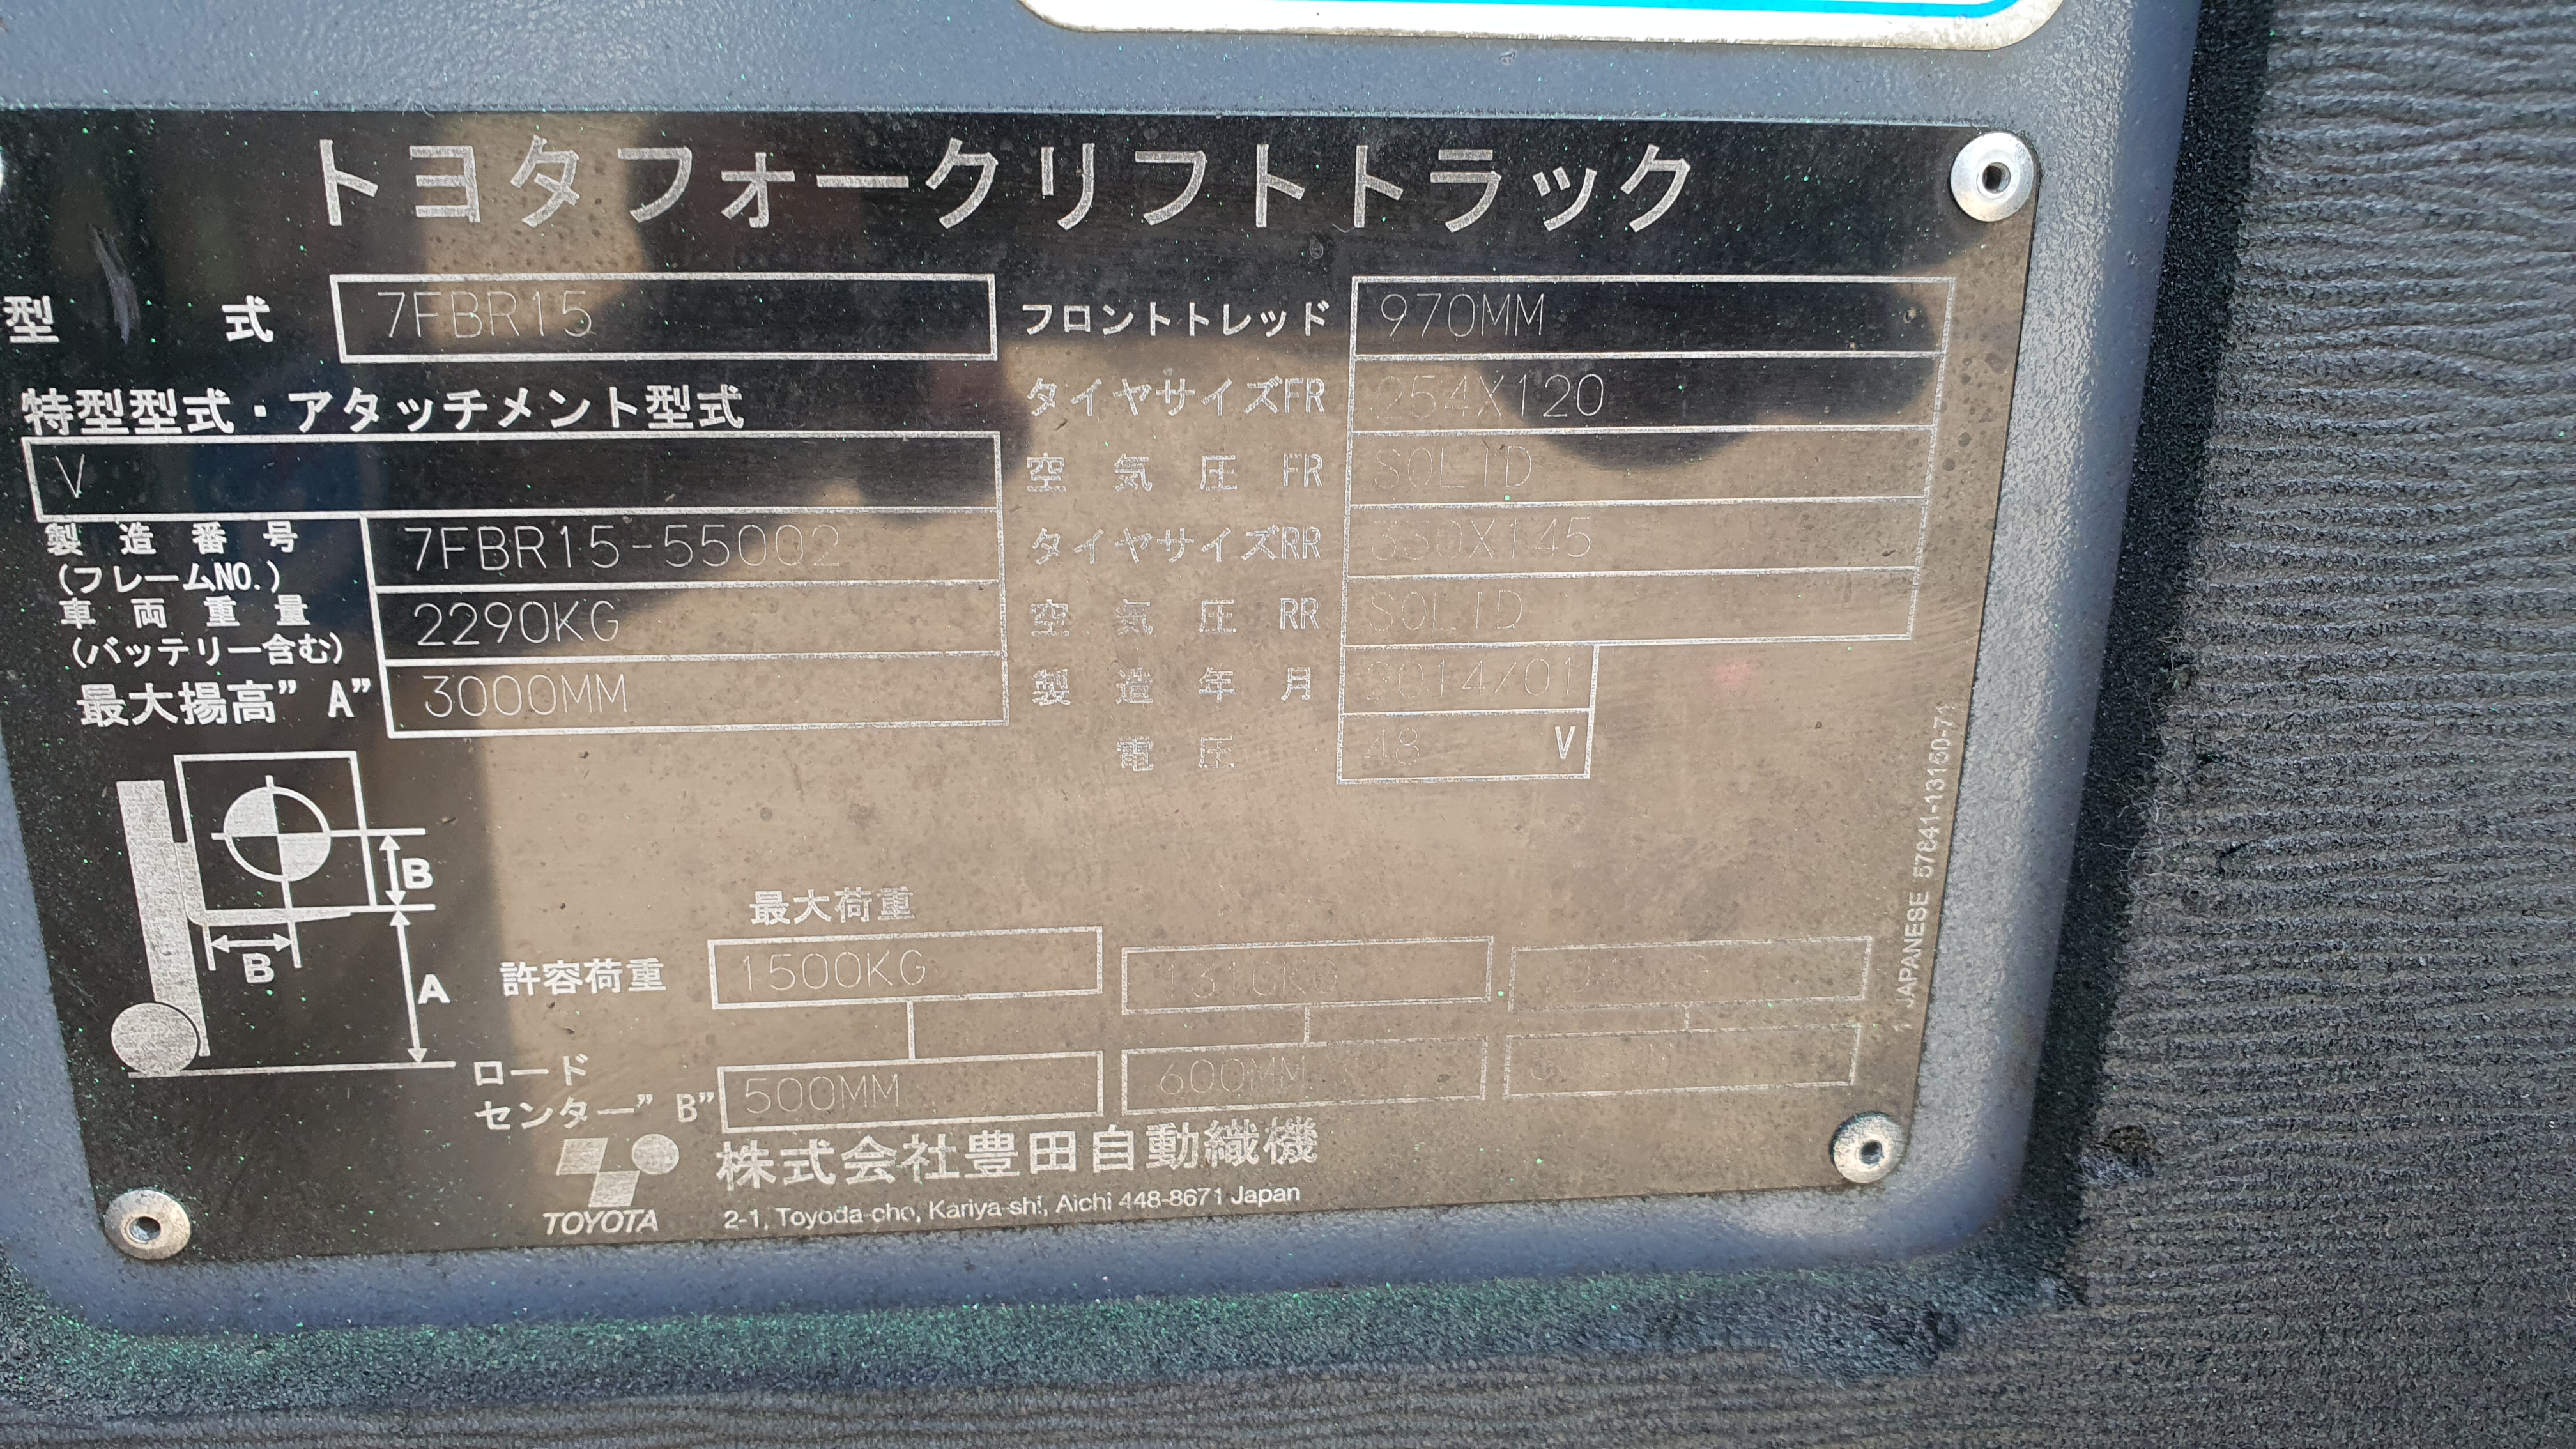 トヨタフォークリフトトラック
型 式 7FBR15
特型型式・アタッチメント型式
V
製造番号 7FBR15-55002
(フレームNO.)
車両重量 2290KG
(バッテリー含む)
最大揚高"A" 3000MM
フロントトレッド 970MM
タイヤサイズFR 254X120
空気圧 FR SOLID
タイヤサイズRR 330X145
空気圧 RR SOLID
製造年月 2014/01
電圧 48 V
B
B
A
最大荷重
許容荷重 1500KG
ロード
センター"B" 500MM 600MM
TOYOTA
株式会社豊田自動織機
2-1, Toyoda-cho, Kariya-shi, Aichi 448-8671 Japan
1 JAPANESE 57641-13160-71